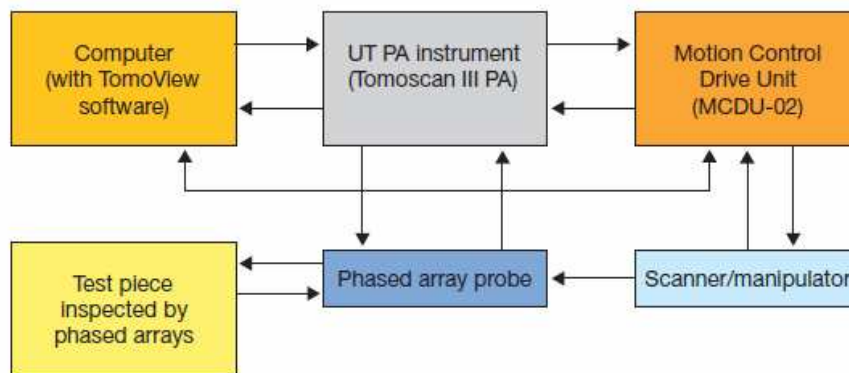 Computer
(with TomoView
software)
UT PA instrument
(Tomoscan III PA)
Motion Control
Drive Unit
(MCDU-02)
Test piece
inspected by
phased arrays
Phased array probe
Scanner/manipulator